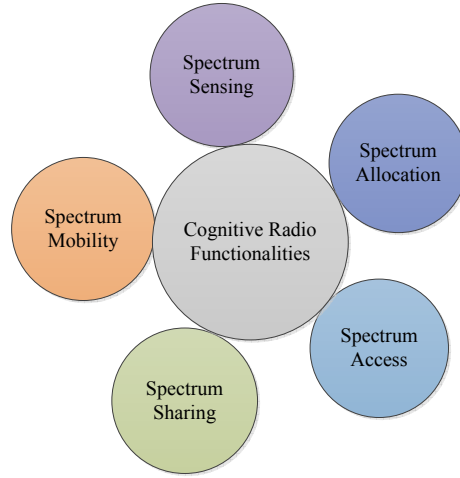 Spectrum
Sensing
Spectrum
Allocation
Spectrum
Mobility
Cognitive Radio
Functionalities
Spectrum
Access
Spectrum
Sharing